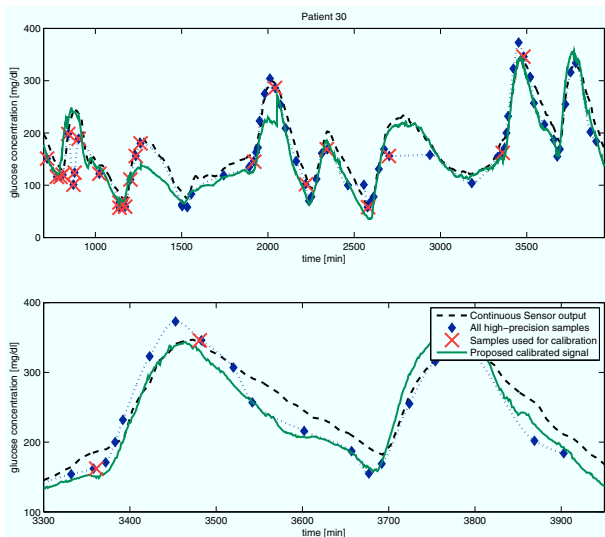 Patient 30
400
300
200
100
0
glucose concentration [mg/dl]
1000 1500 2000 2500 3000 3500
time [min]
400
300
200
100
glucose concentration [mg/dl]
Continuous Sensor output
All high−precision samples
Samples used for calibration
Proposed calibrated signal
3300 3400 3500 3600 3700 3800 3900
time [min]